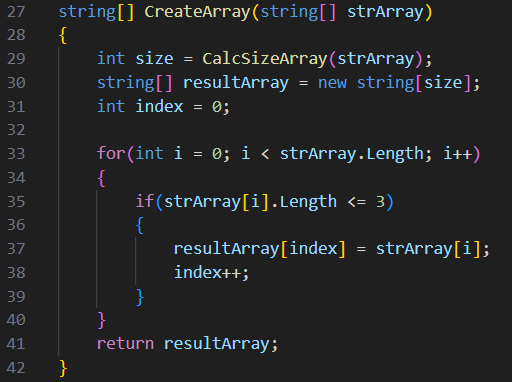 27 string[] CreateArray(string[] strArray)
28 {
29     int size = CalcSizeArray(strArray);
30     string[] resultArray = new string[size];
31     int index = 0;
32
33     for(int i = 0; i < strArray.Length; i++)
34     {
35         if(strArray[i].Length <= 3)
36         {
37             resultArray[index] = strArray[i];
38             index++;
39         }
40     }
41     return resultArray;
42 }